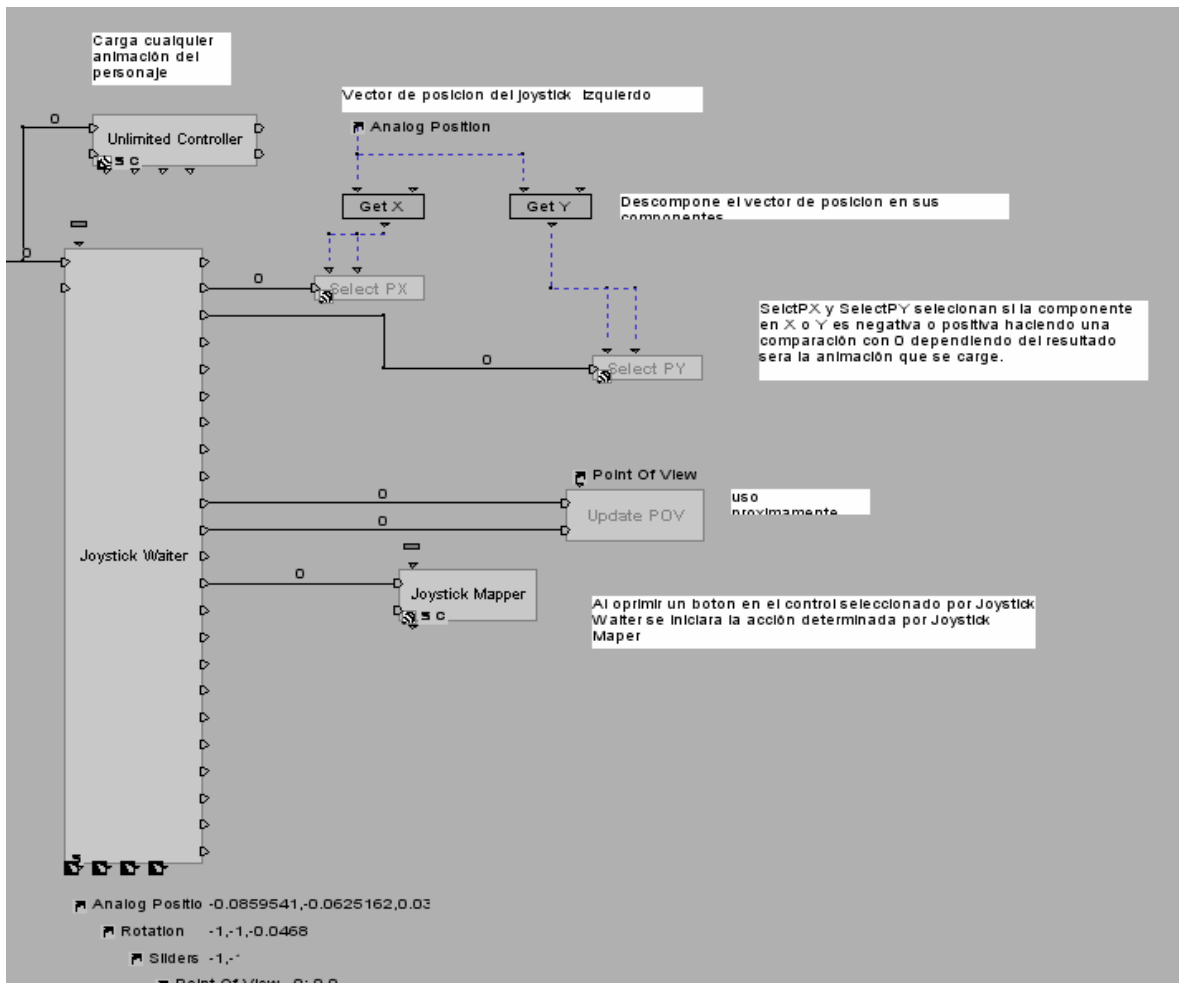 Carga cualquier
animación del
personaje
Vector de posicion del joystick Izquierdo
0
Unlimited Controller
S C
Analog Position
Get X
Get Y
Descompone el vector de posicion en sus
componentes
0
0
Select PX
SelctPX y SelectPY selecionan si la componente
en X o Y es negativa o positiva haciendo una
comparación con 0 dependiendo del resultado
sera la animación que se carge.
0
Select PY
Point Of View
0
uso
proximamente
Update POV
0
Joystick Waiter
0
Joystick Mapper
S C
Al oprimir un boton en el control seleccionado por Joystick
Waiter se iniciara la acción determinada por Joystick
Maper
S
Analog Positio -0.0859541,-0.0625162,0.03
Rotation -1,-1,-0.0468
Sliders -1,-
Point Of View